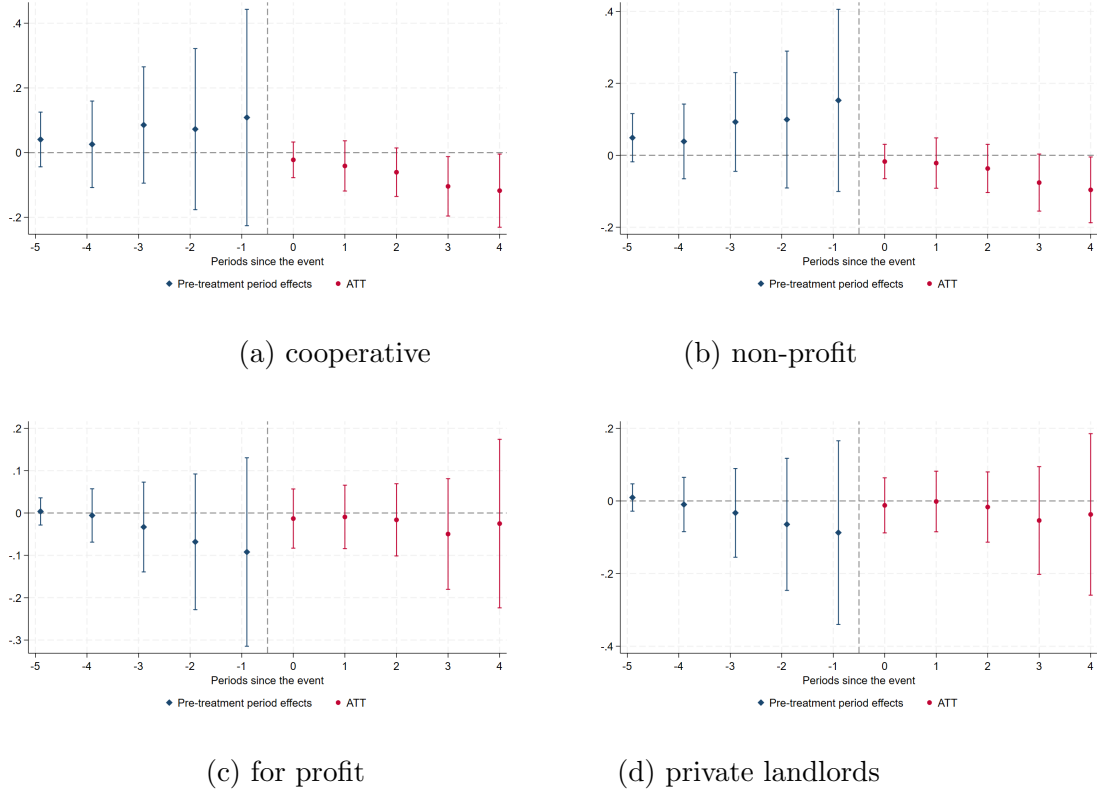 .4
.2
0
-.2
-5 -4 -3 -2 -1 0 1 2 3 4
Periods since the event
Pre-treatment period effects ATT
(a) cooperative
.4
.2
0
-.2
-5 -4 -3 -2 -1 0 1 2 3 4
Periods since the event
Pre-treatment period effects ATT
(b) non-profit
.2
.1
0
-.1
-.2
-.3
-5 -4 -3 -2 -1 0 1 2 3 4
Periods since the event
Pre-treatment period effects ATT
(c) for profit
.2
0
-.2
-.4
-5 -4 -3 -2 -1 0 1 2 3 4
Periods since the event
Pre-treatment period effects ATT
(d) private landlords